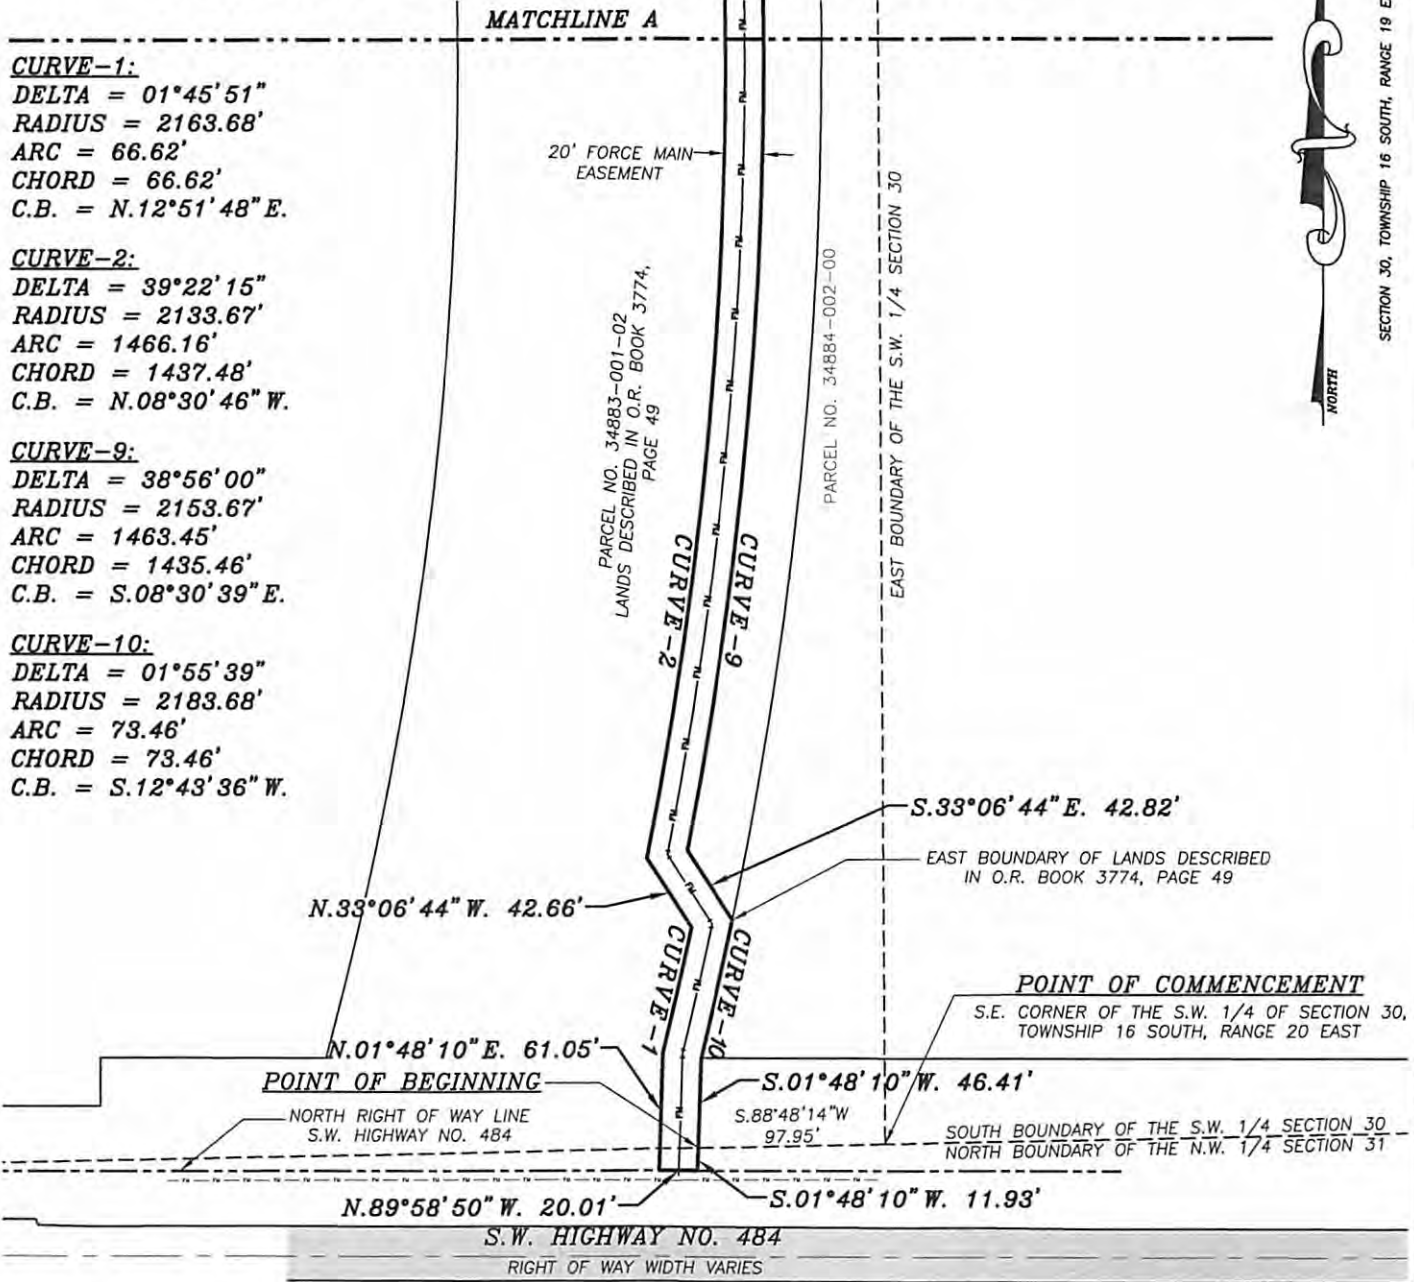 MATCHLINE A
CURVE-1:
DELTA = 01°45'51"
RADIUS = 2163.68'
ARC = 66.62'
CHORD = 66.62'
C.B. = N.12°51'48"E.
CURVE-2:
DELTA = 39°22'15"
RADIUS = 2133.67'
ARC = 1466.16'
CHORD = 1437.48'
C.B. = N.08°30'46"W.
CURVE-9:
DELTA = 38°56'00"
RADIUS = 2153.67'
ARC = 1463.45'
CHORD = 1435.46'
C.B. = S.08°30'39"E.
CURVE-10:
DELTA = 01°55'39"
RADIUS = 2183.68'
ARC = 73.46'
CHORD = 73.46'
C.B. = S.12°43'36"W.
20' FORCE MAIN
EASEMENT
PARCEL NO. 34883-001-02
LANDS DESCRIBED IN O.R. BOOK 3774,
PAGE 49
PARCEL NO. 34884-002-00
EAST BOUNDARY OF THE S.W. 1/4 SECTION 30
NORTH
SECTION 30, TOWNSHIP 16 SOUTH, RANGE 19 E
CURVE-2
CURVE-9
S.33°06'44"E. 42.82'
EAST BOUNDARY OF LANDS DESCRIBED
IN O.R. BOOK 3774, PAGE 49
N.33°06'44"W. 42.66'
CURVE-1
CURVE-10
POINT OF COMMENCEMENT
S.E. CORNER OF THE S.W. 1/4 OF SECTION 30,
TOWNSHIP 16 SOUTH, RANGE 20 EAST
N.01°48'10"E. 61.05'
POINT OF BEGINNING
S.01°48'10"W. 46.41'
NORTH RIGHT OF WAY LINE
S.W. HIGHWAY NO. 484
S.88°48'14"W
97.95'
SOUTH BOUNDARY OF THE S.W. 1/4 SECTION 30
NORTH BOUNDARY OF THE N.W. 1/4 SECTION 31
N.89°58'50"W. 20.01'
S.01°48'10"W. 11.93'
S.W. HIGHWAY NO. 484
RIGHT OF WAY WIDTH VARIES